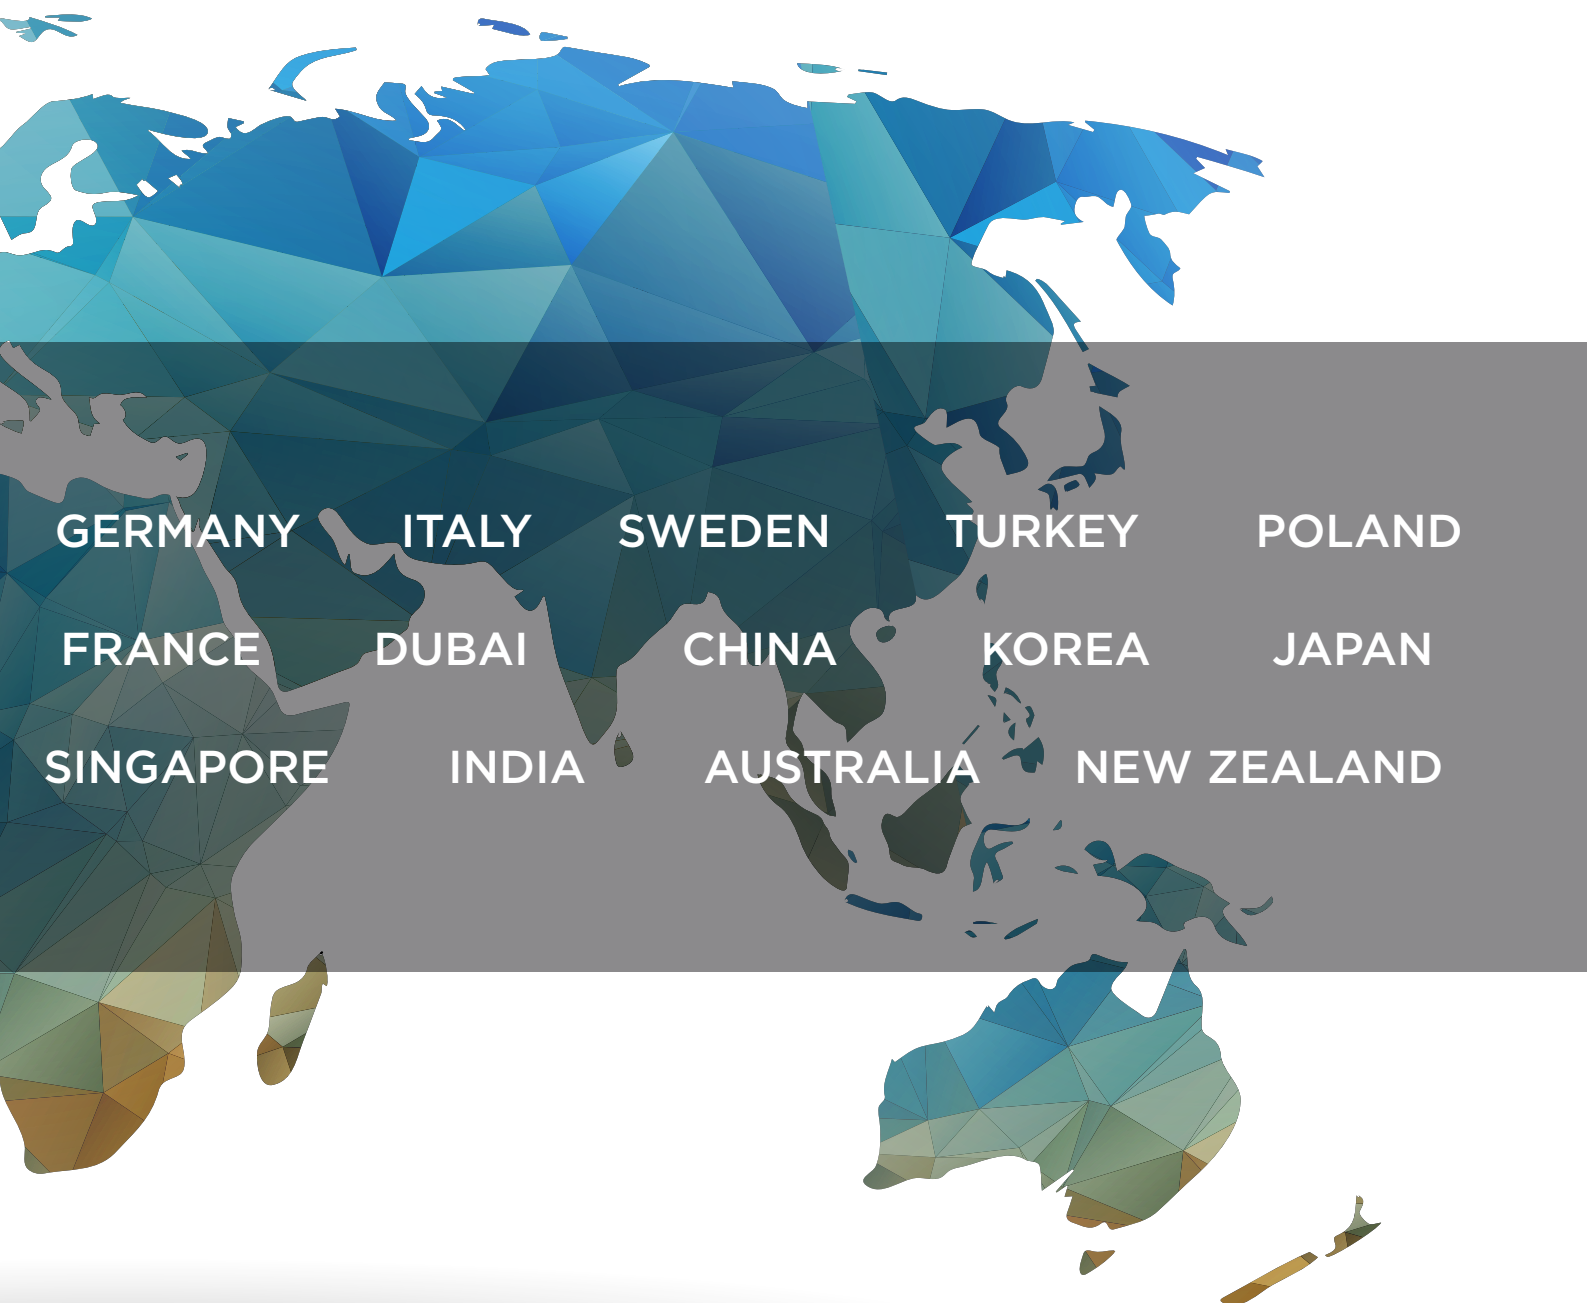 GERMANY ITALY SWEDEN TURKEY POLAND
FRANCE DUBAI CHINA KOREA JAPAN
SINGAPORE INDIA AUSTRALIA NEW ZEALAND